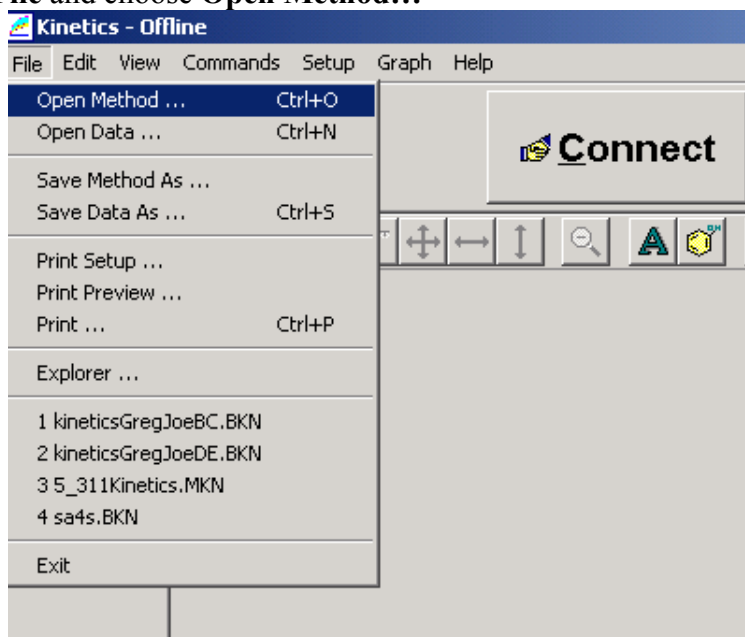 File and choose Open Method...
Kinetics - Offline
File Edit View Commands Setup Graph Help
Open Method ... Ctrl+O
Open Data ... Ctrl+N
Connect
Save Method As ...
Save Data As ... Ctrl+S
A OH
Print Setup ...
Print Preview ...
Print ... Ctrl+P
Explorer ...
1 kineticsGregJoeBC.BKN
2 kineticsGregJoeDE.BKN
3 5_311Kinetics.MKN
4 sa4s.BKN
Exit